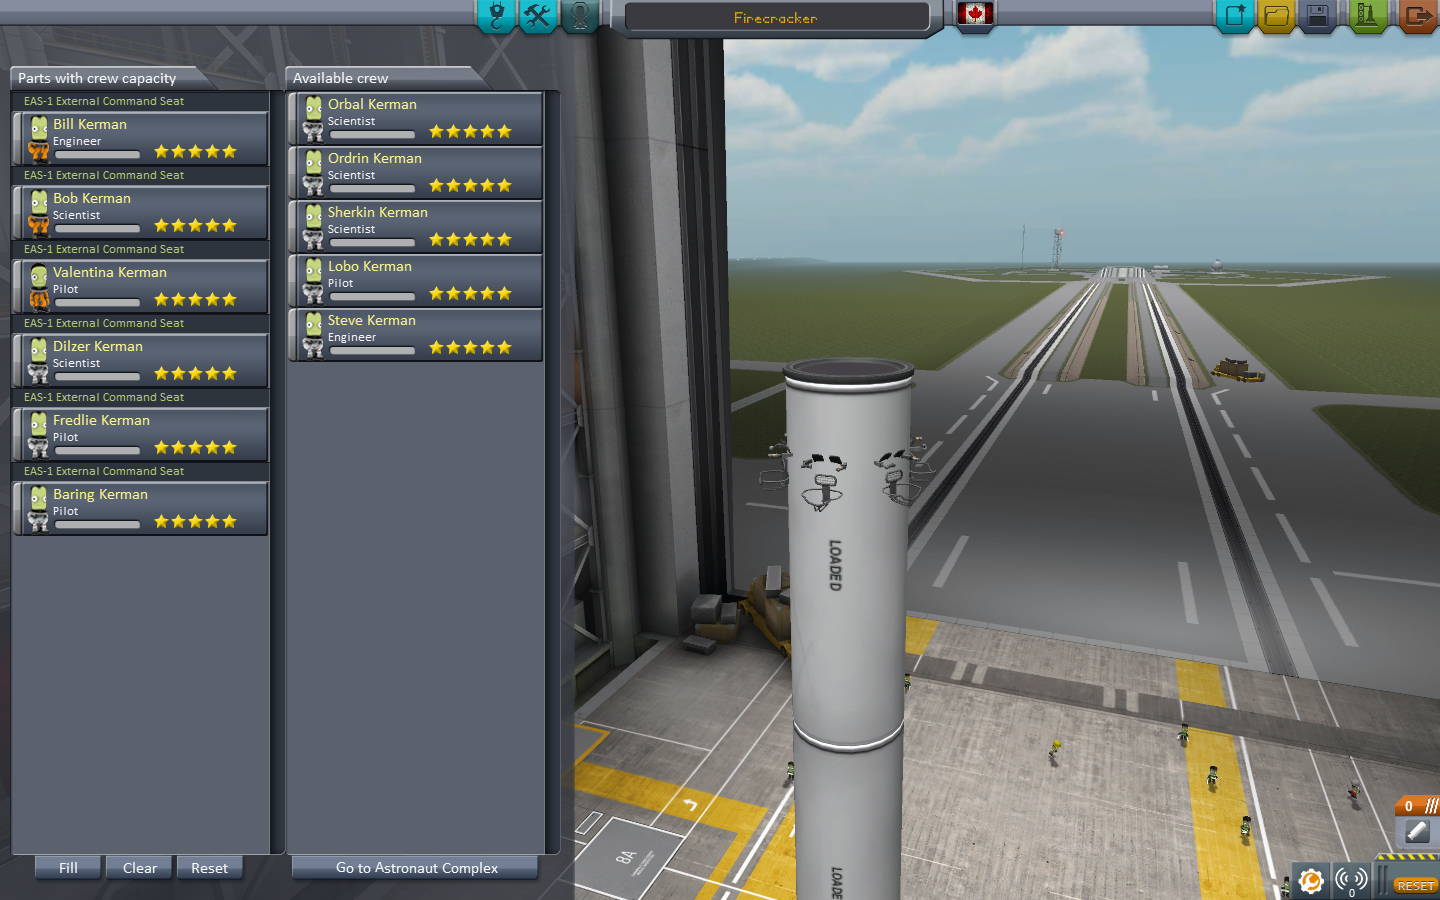 Firecracker
Parts with crew capacity
EAS-1 External Command Seat
Bill Kerman
Engineer
EAS-1 External Command Seat
Bob Kerman
Scientist
EAS-1 External Command Seat
Valentina Kerman
Pilot
EAS-1 External Command Seat
Dilzer Kerman
Scientist
EAS-1 External Command Seat
Fredlie Kerman
Pilot
EAS-1 External Command Seat
Baring Kerman
Pilot
Fill
Clear
Reset
Available crew
Orbal Kerman
Scientist
Ordrin Kerman
Scientist
Sherkin Kerman
Scientist
Lobo Kerman
Pilot
Steve Kerman
Engineer
Go to Astronaut Complex
LOADED
LOADED
8A
0
0
RESET